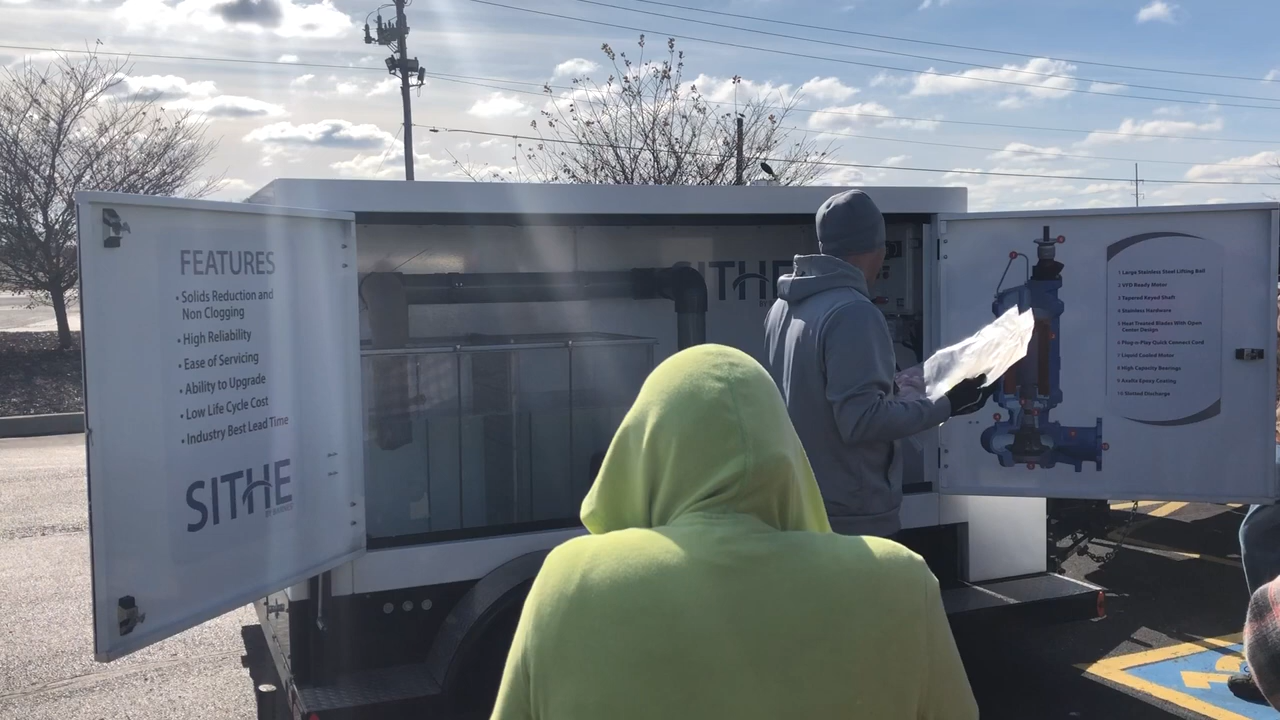 FEATURES
• Solids Reduction and
Non Clogging
• High Reliability
• Ease of Servicing
• Ability to Upgrade
• Low Life Cycle Cost
• Industry Best Lead Time
SITHE
SITHE
1 Large Stainless Steel Lifting Bail
2 VFD Ready Motor
3 Tapered Keyed Shaft
4 Stainless Hardware
5 Heat Treated Blades With Open
Center Design
6 Plug-n-Play Quick Connect Cord
7 Liquid Cooled Motor
8 High Capacity Bearings
9 Axalta Epoxy Coating
10 Slotted Discharge